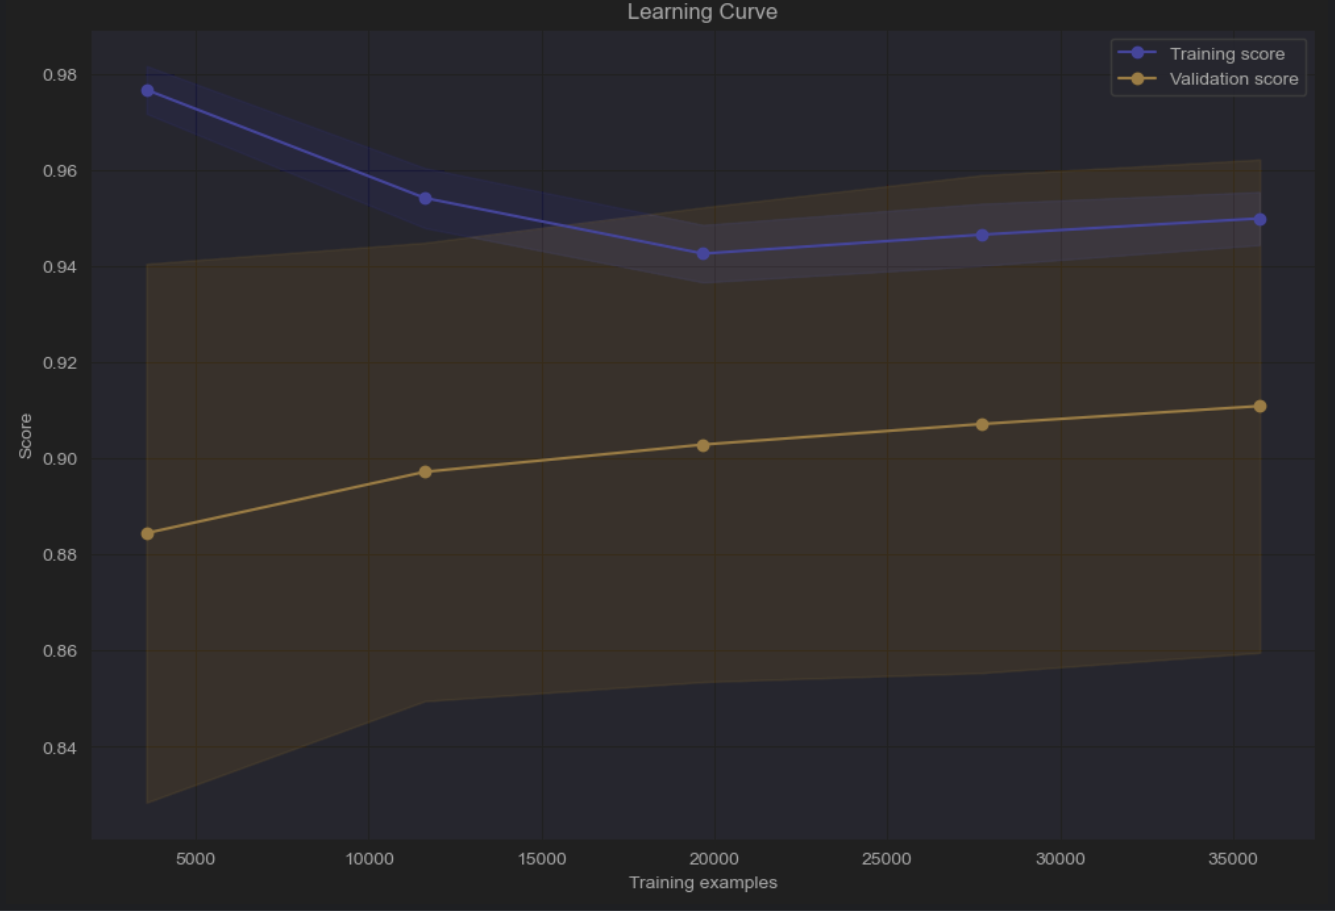 Learning Curve
Training score
Validation score
0.98
0.96
0.94
0.92
0.90
0.88
0.86
0.84
Score
5000 10000 15000 20000 25000 30000 35000
Training examples